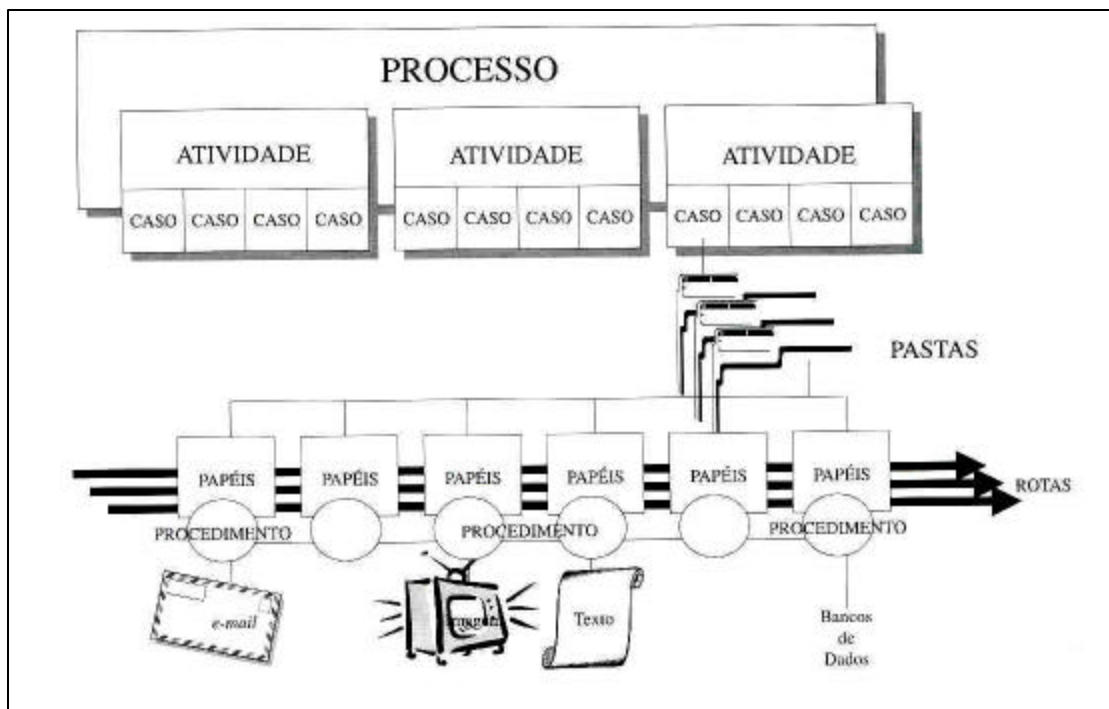 PROCESSO
ATIVIDADE ATIVIDADE ATIVIDADE
CASO CASO CASO CASO CASO CASO CASO CASO CASO CASO CASO CASO
PASTAS
PAPÉIS PAPÉIS PAPÉIS PAPÉIS PAPÉIS PAPÉIS
ROTAS
PROCEDIMENTO PROCEDIMENTO PROCEDIMENTO
e-mail Imagem Texto Bancos
de
Dados